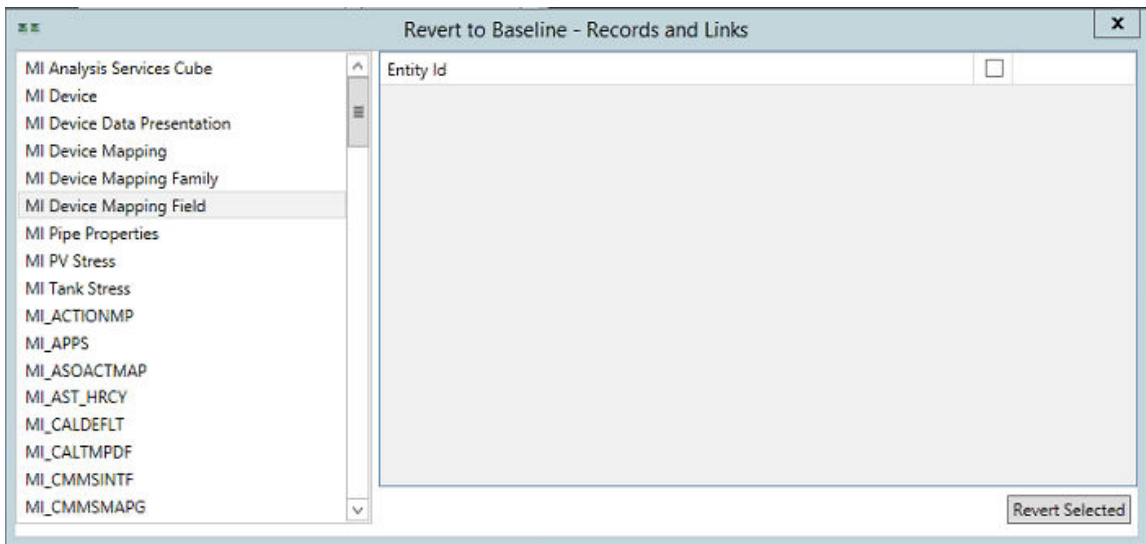 Revert to Baseline - Records and Links
x
MI Analysis Services Cube
MI Device
MI Device Data Presentation
MI Device Mapping
MI Device Mapping Family
MI Device Mapping Field
MI Pipe Properties
MI PV Stress
MI Tank Stress
MI_ACTIONMP
MI_APPS
MI_ASOACTMAP
MI_AST_HRCY
MI_CALDEFLT
MI_CALTMPDF
MI_CMMSINTF
MI_CMMSMAPG
Entity Id
Revert Selected